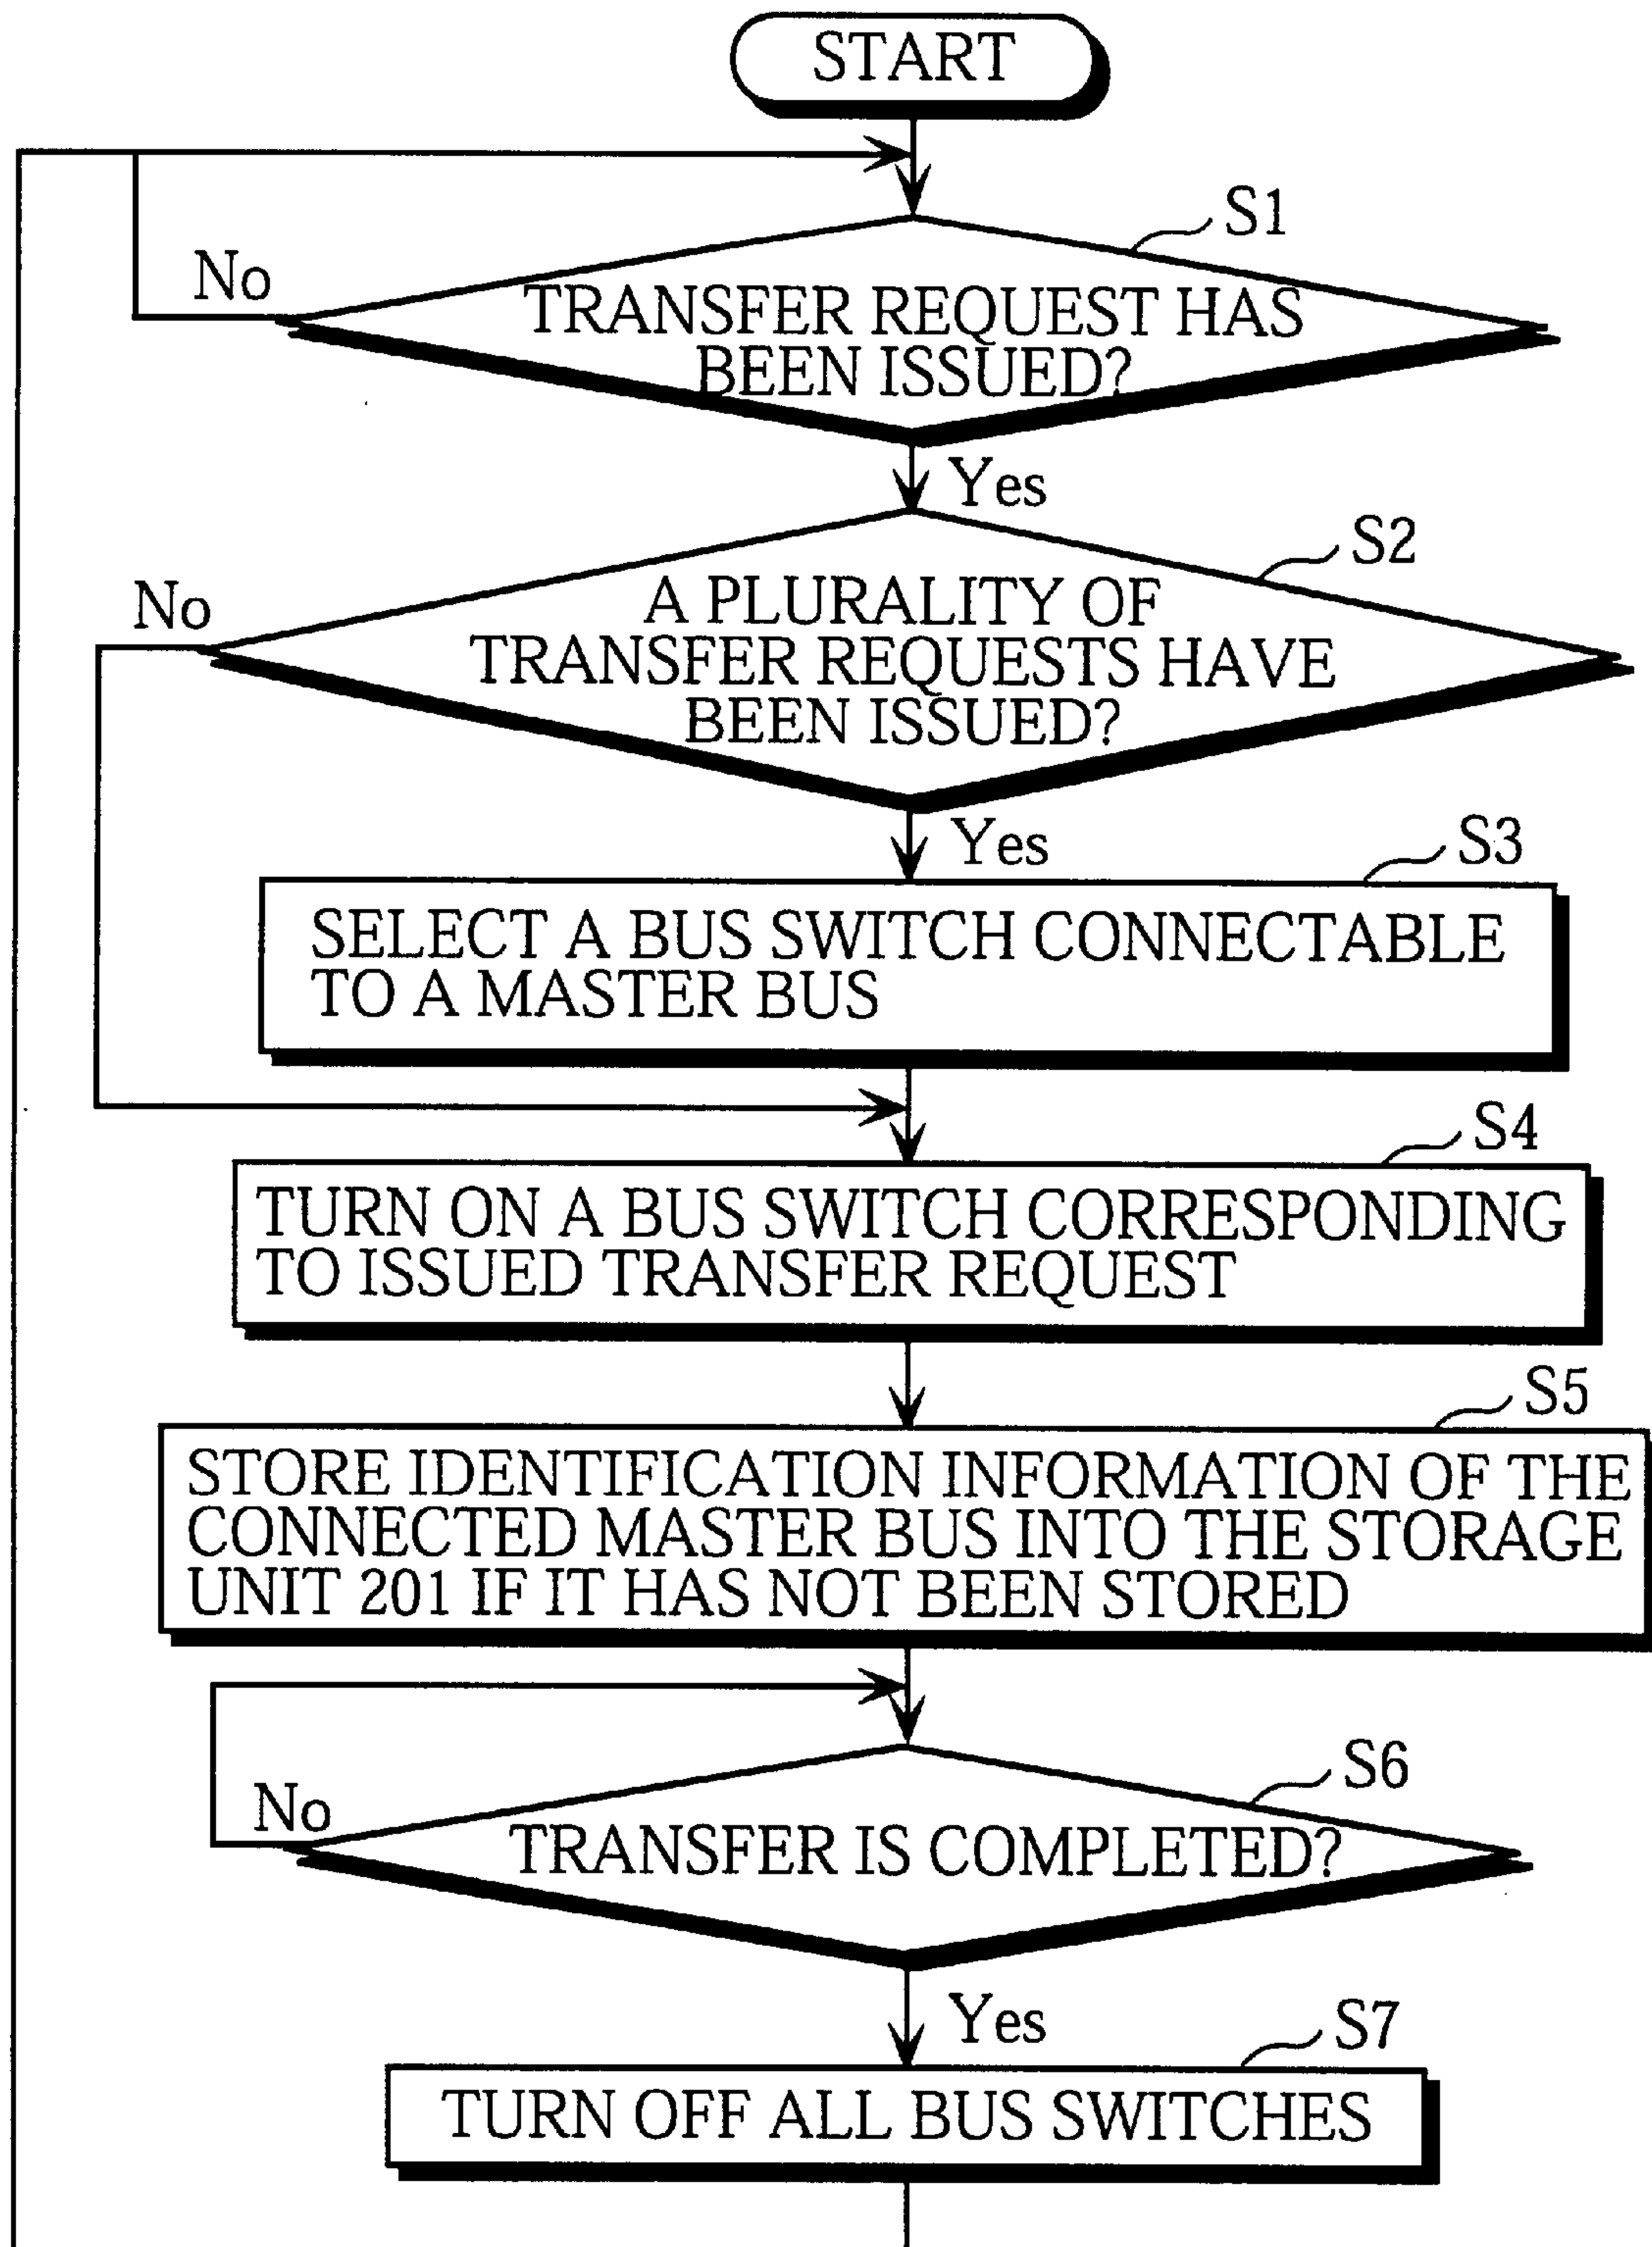 START
S1
No
TRANSFER REQUEST HAS
BEEN ISSUED?
Yes
S2
No
A PLURALITY OF
TRANSFER REQUESTS HAVE
BEEN ISSUED?
Yes
S3
SELECT A BUS SWITCH CONNECTABLE
TO A MASTER BUS
S4
TURN ON A BUS SWITCH CORRESPONDING
TO ISSUED TRANSFER REQUEST
S5
STORE IDENTIFICATION INFORMATION OF THE
CONNECTED MASTER BUS INTO THE STORAGE
UNIT 201 IF IT HAS NOT BEEN STORED
S6
No
TRANSFER IS COMPLETED?
Yes
S7
TURN OFF ALL BUS SWITCHES